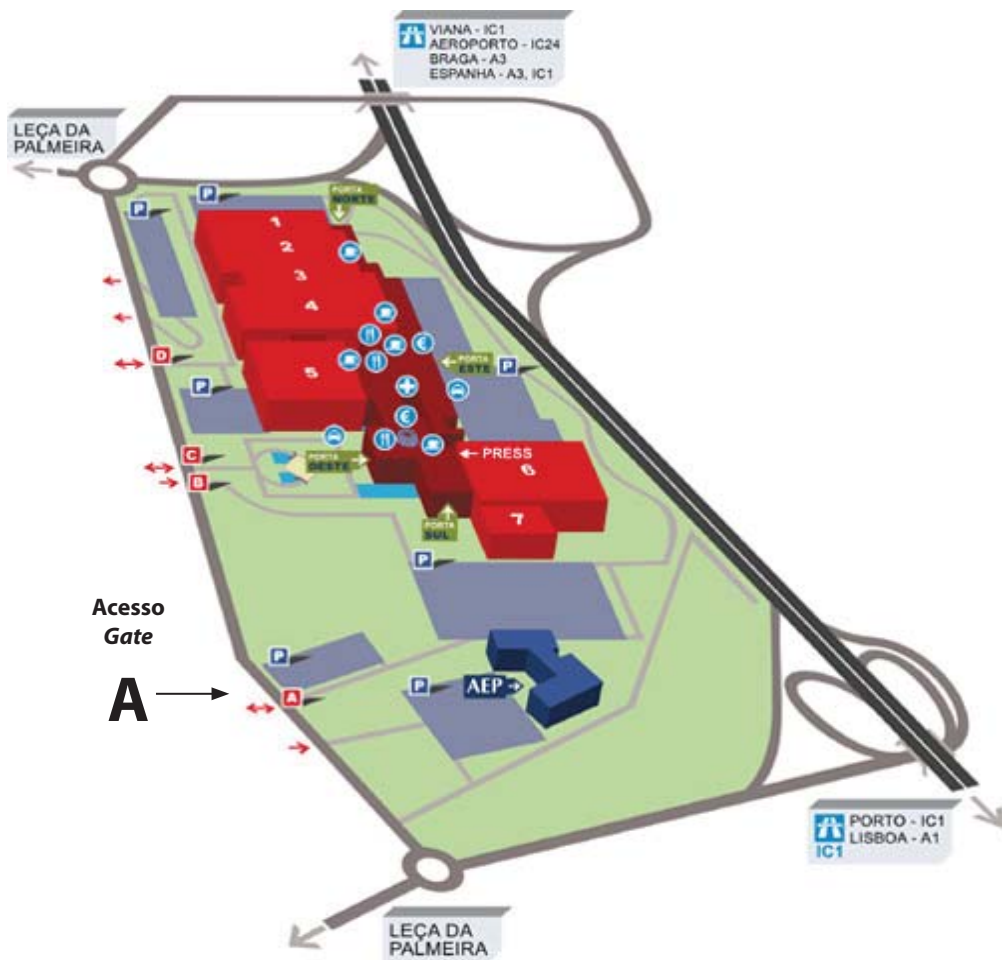 VIANA - IC1
AEROPORTO - IC24
BRAGA - A3
ESPANHA - A3, IC1
LEÇA DA
PALMEIRA
P
P
PORTA
NORTE
1
2
3
4
€
D
5
P
PORTA
ESTE
P
€
C
PORTA
OESTE
PRESS
6
B
7
PORTA
SUL
P
Acesso
Gate
A
P
A
P
AEP
IC1
PORTO - IC1
LISBOA - A1
LEÇA DA
PALMEIRA